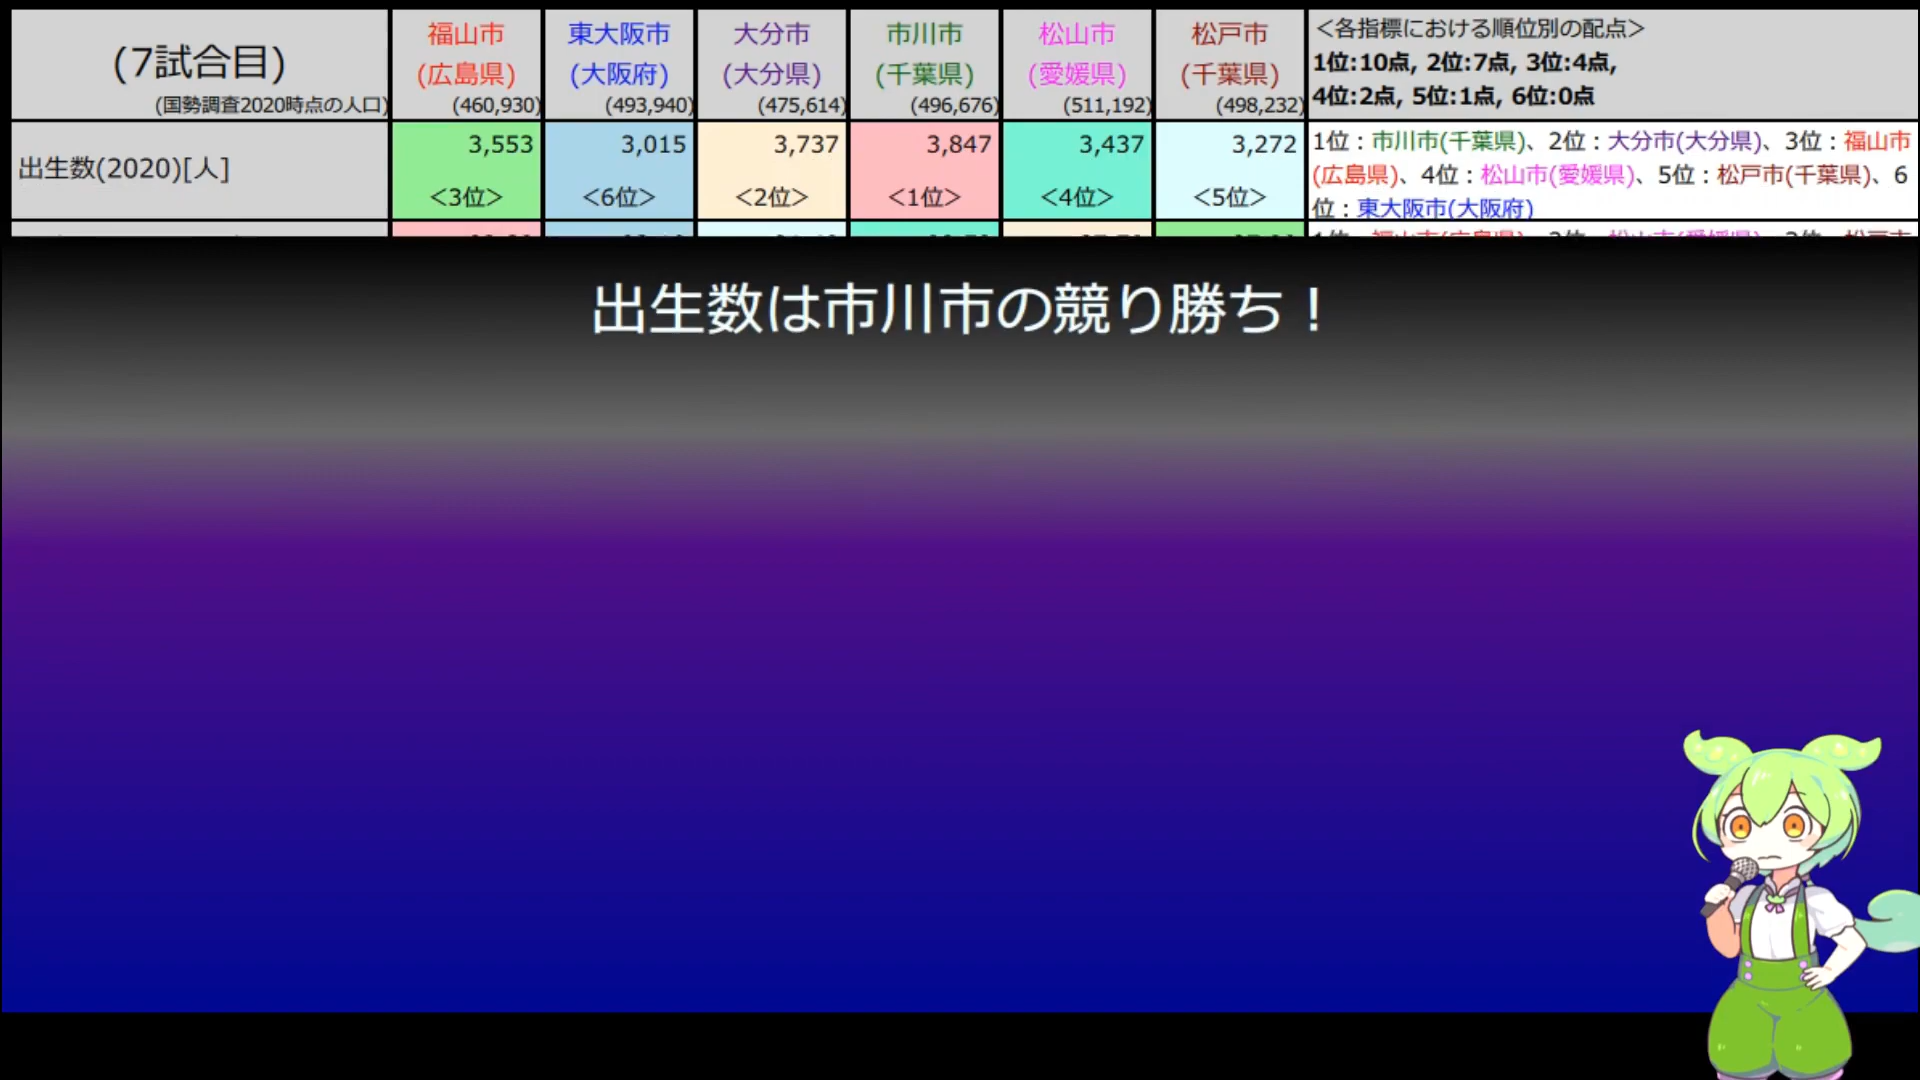 (7試合目)
(国勢調査2020時点の人口)
福山市
(広島県)
(460,930)
東大阪市
(大阪府)
(493,940)
大分市
(大分県)
(475,614)
市川市
(千葉県)
(496,676)
松山市
(愛媛県)
(511,192)
松戸市
(千葉県)
(498,232)
<各指標における順位別の配点>
1位:10点, 2位:7点, 3位:4点,
4位:2点, 5位:1点, 6位:0点
出生数(2020)[人]
3,553
<3位>
3,015
<6位>
3,737
<2位>
3,847
<1位>
3,437
<4位>
3,272
<5位>
1位：市川市(千葉県)、2位：大分市(大分県)、3位：福山市
(広島県)、4位：松山市(愛媛県)、5位：松戸市(千葉県)、6
位：東大阪市(大阪府)
出生数は市川市の競り勝ち！